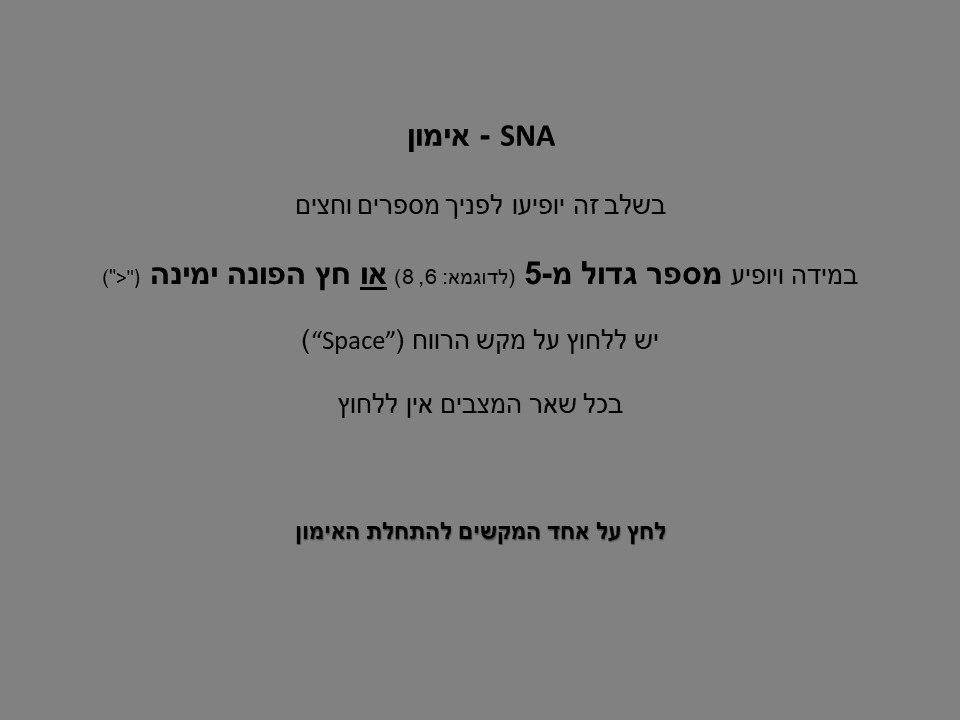 SNA - אימון
בשלב זה יופיעו לפניך מספרים וחצים
במידה ויופיע מספר גדול מ-5 (לדוגמא: 6, 8) או חץ הפונה ימינה (">")
יש ללחוץ על מקש הרווח (“Space”)
בכל שאר המצבים אין ללחוץ
לחץ על אחד המקשים להתחלת האימון